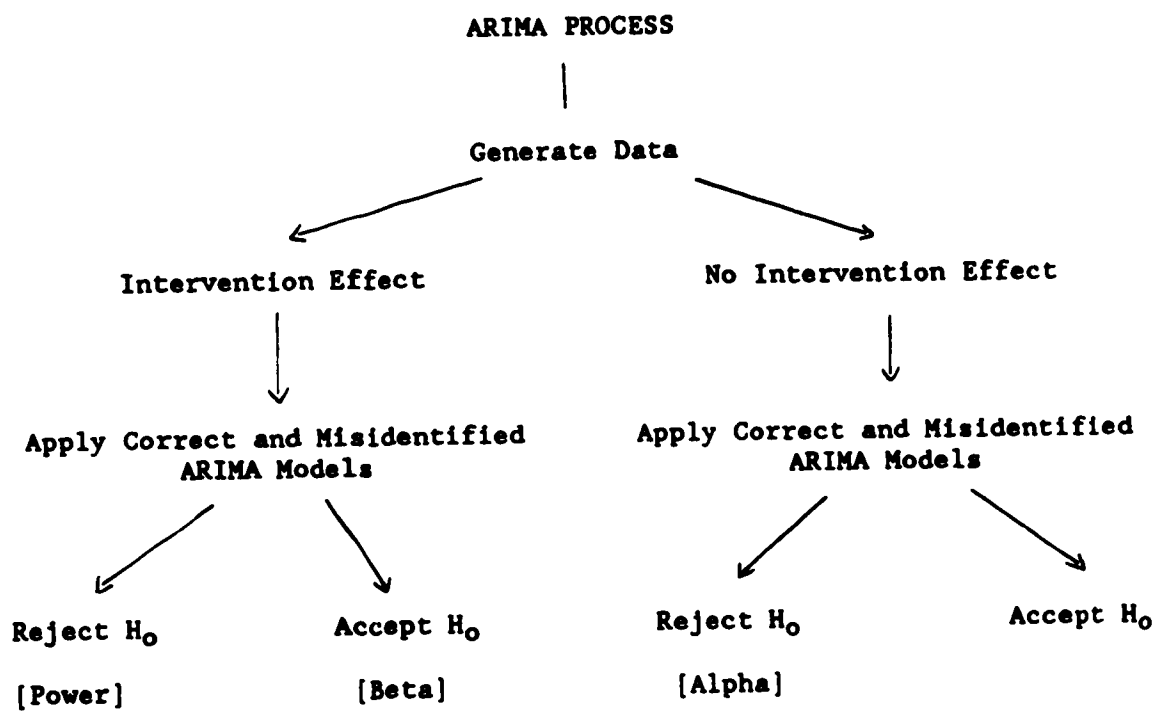 ARIMA PROCESS
Generate Data
Intervention Effect
No Intervention Effect
Apply Correct and Misidentified
ARIMA Models
Apply Correct and Misidentified
ARIMA Models
Reject H₀
Accept H₀
Reject H₀
Accept H₀
[Power]
[Beta]
[Alpha]